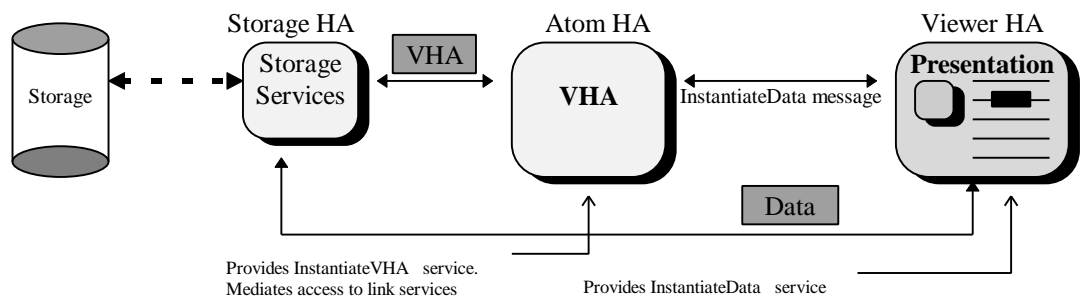 Storage HA
Atom HA
Viewer HA
Storage
Storage
Services
VHA
VHA
InstantiateData message
Presentation
Data
Provides InstantiateVHA service.
Mediates access to link services
Provides InstantiateData service